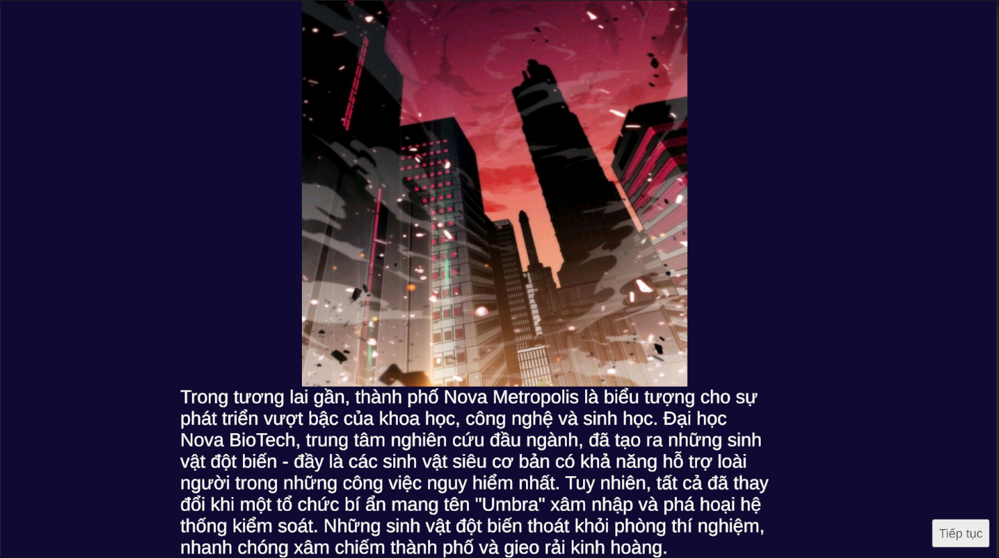 Trong tương lai gần, thành phố Nova Metropolis là biểu tượng cho sự
phát triển vượt bậc của khoa học, công nghệ và sinh học. Đại học
Nova BioTech, trung tâm nghiên cứu đầu ngành, đã tạo ra những sinh
vật đột biến - đầy là các sinh vật siêu cơ bản có khả năng hỗ trợ loài
người trong những công việc nguy hiểm nhất. Tuy nhiên, tất cả đã thay
đổi khi một tổ chức bí ẩn mang tên "Umbra" xâm nhập và phá hoại hệ
thống kiểm soát. Những sinh vật đột biến thoát khỏi phòng thí nghiệm,
nhanh chóng xâm chiếm thành phố và gieo rải kinh hoàng.
Tiếp tục